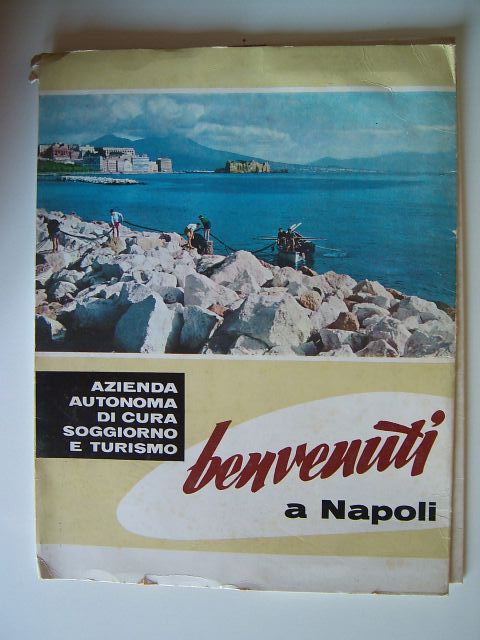 AZIENDA
AUTONOMA
DI CURA
SOGGIORNO
E TURISMO
benvenuti
a Napoli